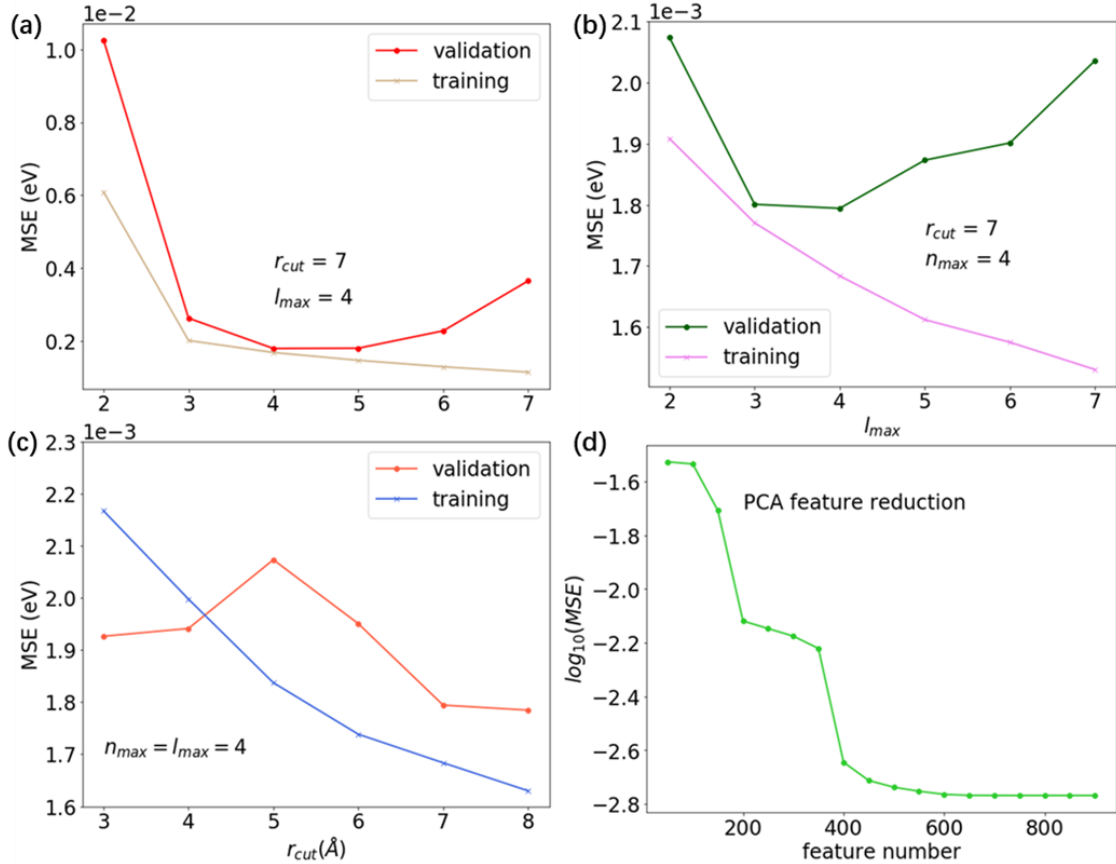 (a)
1e−2
MSE (eV)
1.0
0.8
0.6
0.4
0.2
2 3 4 5 6 7
validation
training
r_cut = 7
l_max = 4
(b)
1e−3
MSE (eV)
2.1
2.0
1.9
1.8
1.7
1.6
2 3 4 5 6 7
l_max
r_cut = 7
n_max = 4
validation
training
(c)
1e−3
MSE (eV)
2.3
2.2
2.1
2.0
1.9
1.8
1.7
1.6
3 4 5 6 7 8
r_cut(Å)
validation
training
n_max = l_max = 4
(d)
log₁₀(MSE)
−1.6
−1.8
−2.0
−2.2
−2.4
−2.6
−2.8
200 400 600 800
feature number
PCA feature reduction